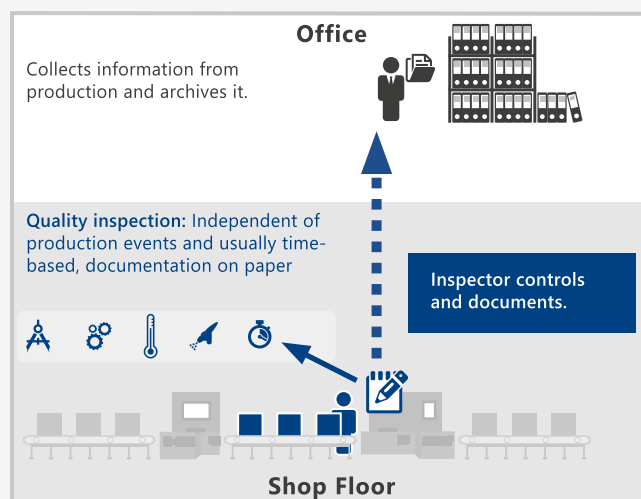 Office
Collects information from
production and archives it.
Quality inspection: Independent of
production events and usually time-
based, documentation on paper
Inspector controls
and documents.
Shop Floor